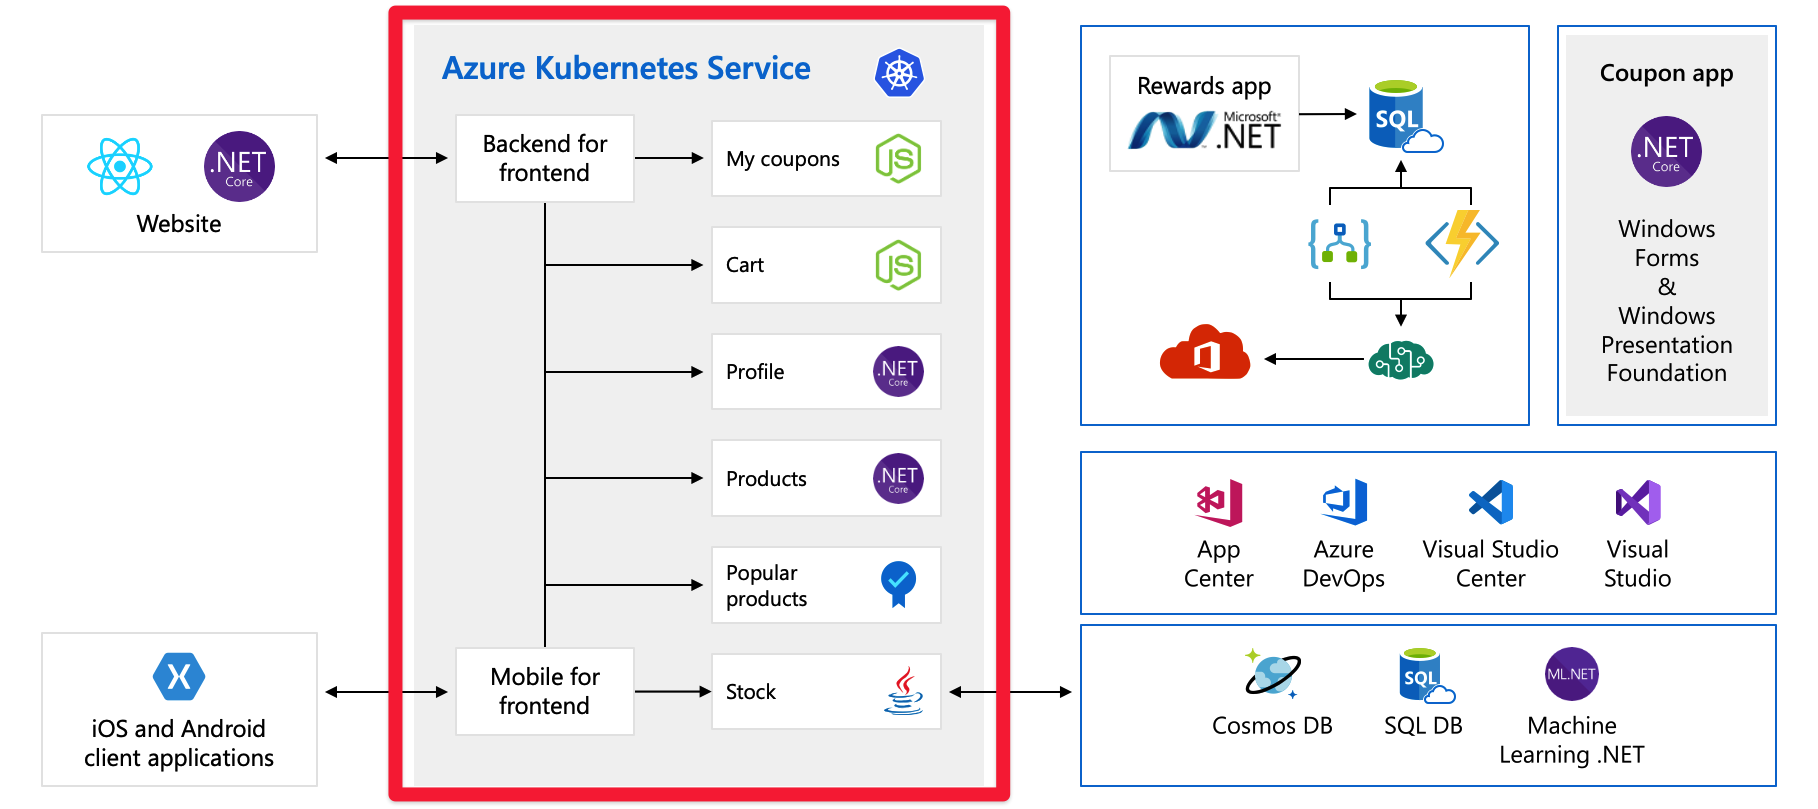 Azure Kubernetes Service
.NET
Core
Website
Backend for
frontend
My coupons
JS
Cart
JS
Profile
.NET
Core
Products
.NET
Core
Popular
products
Mobile for
frontend
Stock
X
iOS and Android
client applications
Rewards app
Microsoft®
.NET
SQL
Coupon app
.NET
Core
Windows
Forms
&
Windows
Presentation
Foundation
App
Center
Azure
DevOps
Visual Studio
Center
Visual
Studio
Cosmos DB
SQL
SQL DB
ML.NET
Machine
Learning .NET